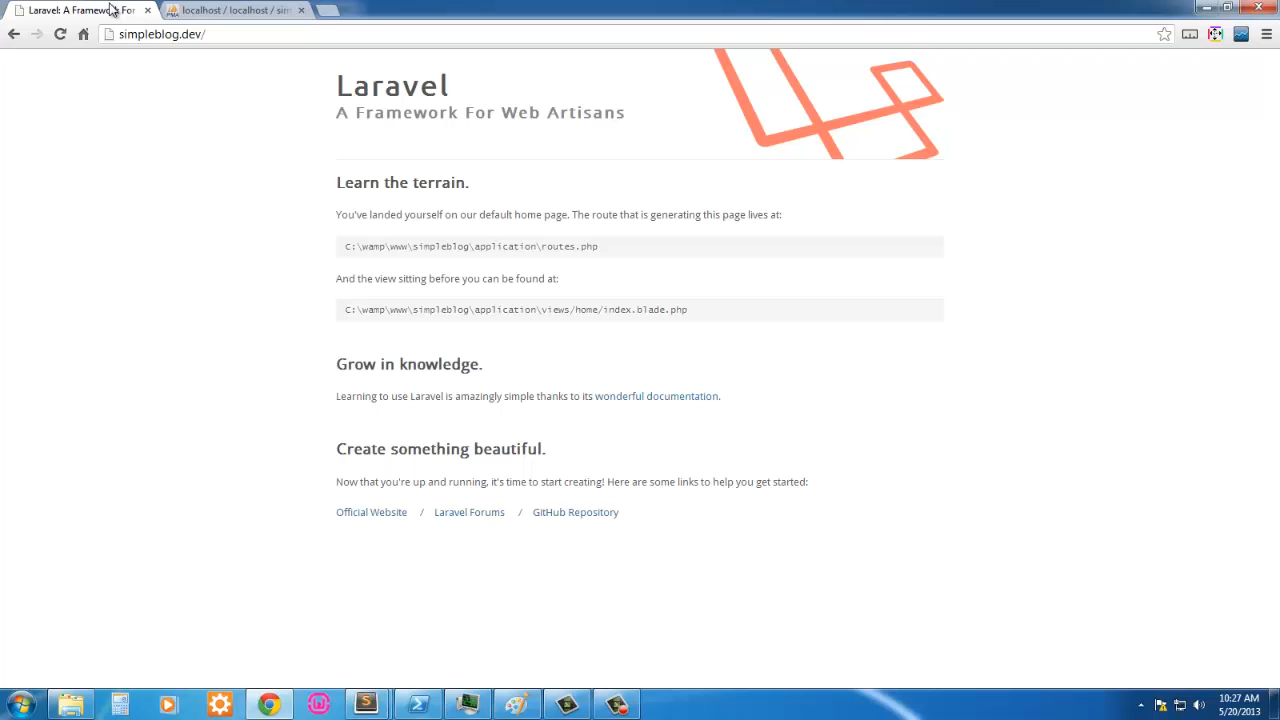 Laravel: A Framework For
localhost / localhost / sim
simpleblog.dev/
Laravel
A Framework For Web Artisans
Learn the terrain.
You've landed yourself on our default home page. The route that is generating this page lives at:
C:\wamp\www\simpleblog\application\routes.php
And the view sitting before you can be found at:
C:\wamp\www\simpleblog\application\views/home/index.blade.php
Grow in knowledge.
Learning to use Laravel is amazingly simple thanks to its wonderful documentation.
Create something beautiful.
Now that you're up and running, it's time to start creating! Here are some links to help you get started:
Official Website / Laravel Forums / GitHub Repository
10:27 AM
5/20/2013